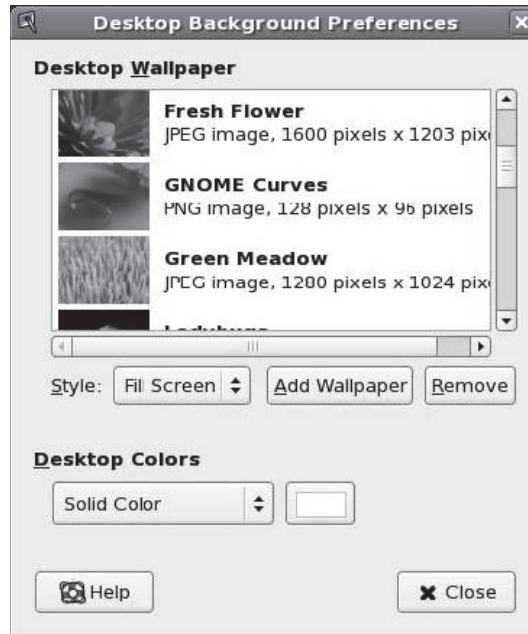 Desktop Background Preferences
Desktop Wallpaper
Fresh Flower
JPEG image, 1600 pixels x 1203 pix
GNOME Curves
PNG image, 128 pixels x 96 pixels
Green Meadow
JPEG image, 1280 pixels x 1024 pix
Style: Fill Screen Add Wallpaper Remove
Desktop Colors
Solid Color
Help Close